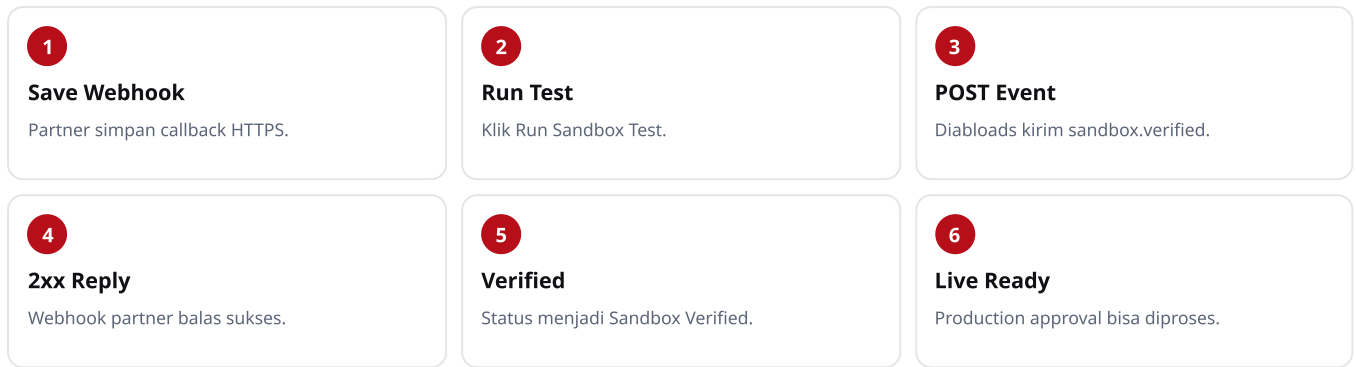 1
Save Webhook
Partner simpan callback HTTPS.
2
Run Test
Klik Run Sandbox Test.
3
POST Event
Diabloads kirim sandbox.verified.
4
2xx Reply
Webhook partner balas sukses.
5
Verified
Status menjadi Sandbox Verified.
6
Live Ready
Production approval bisa diproses.